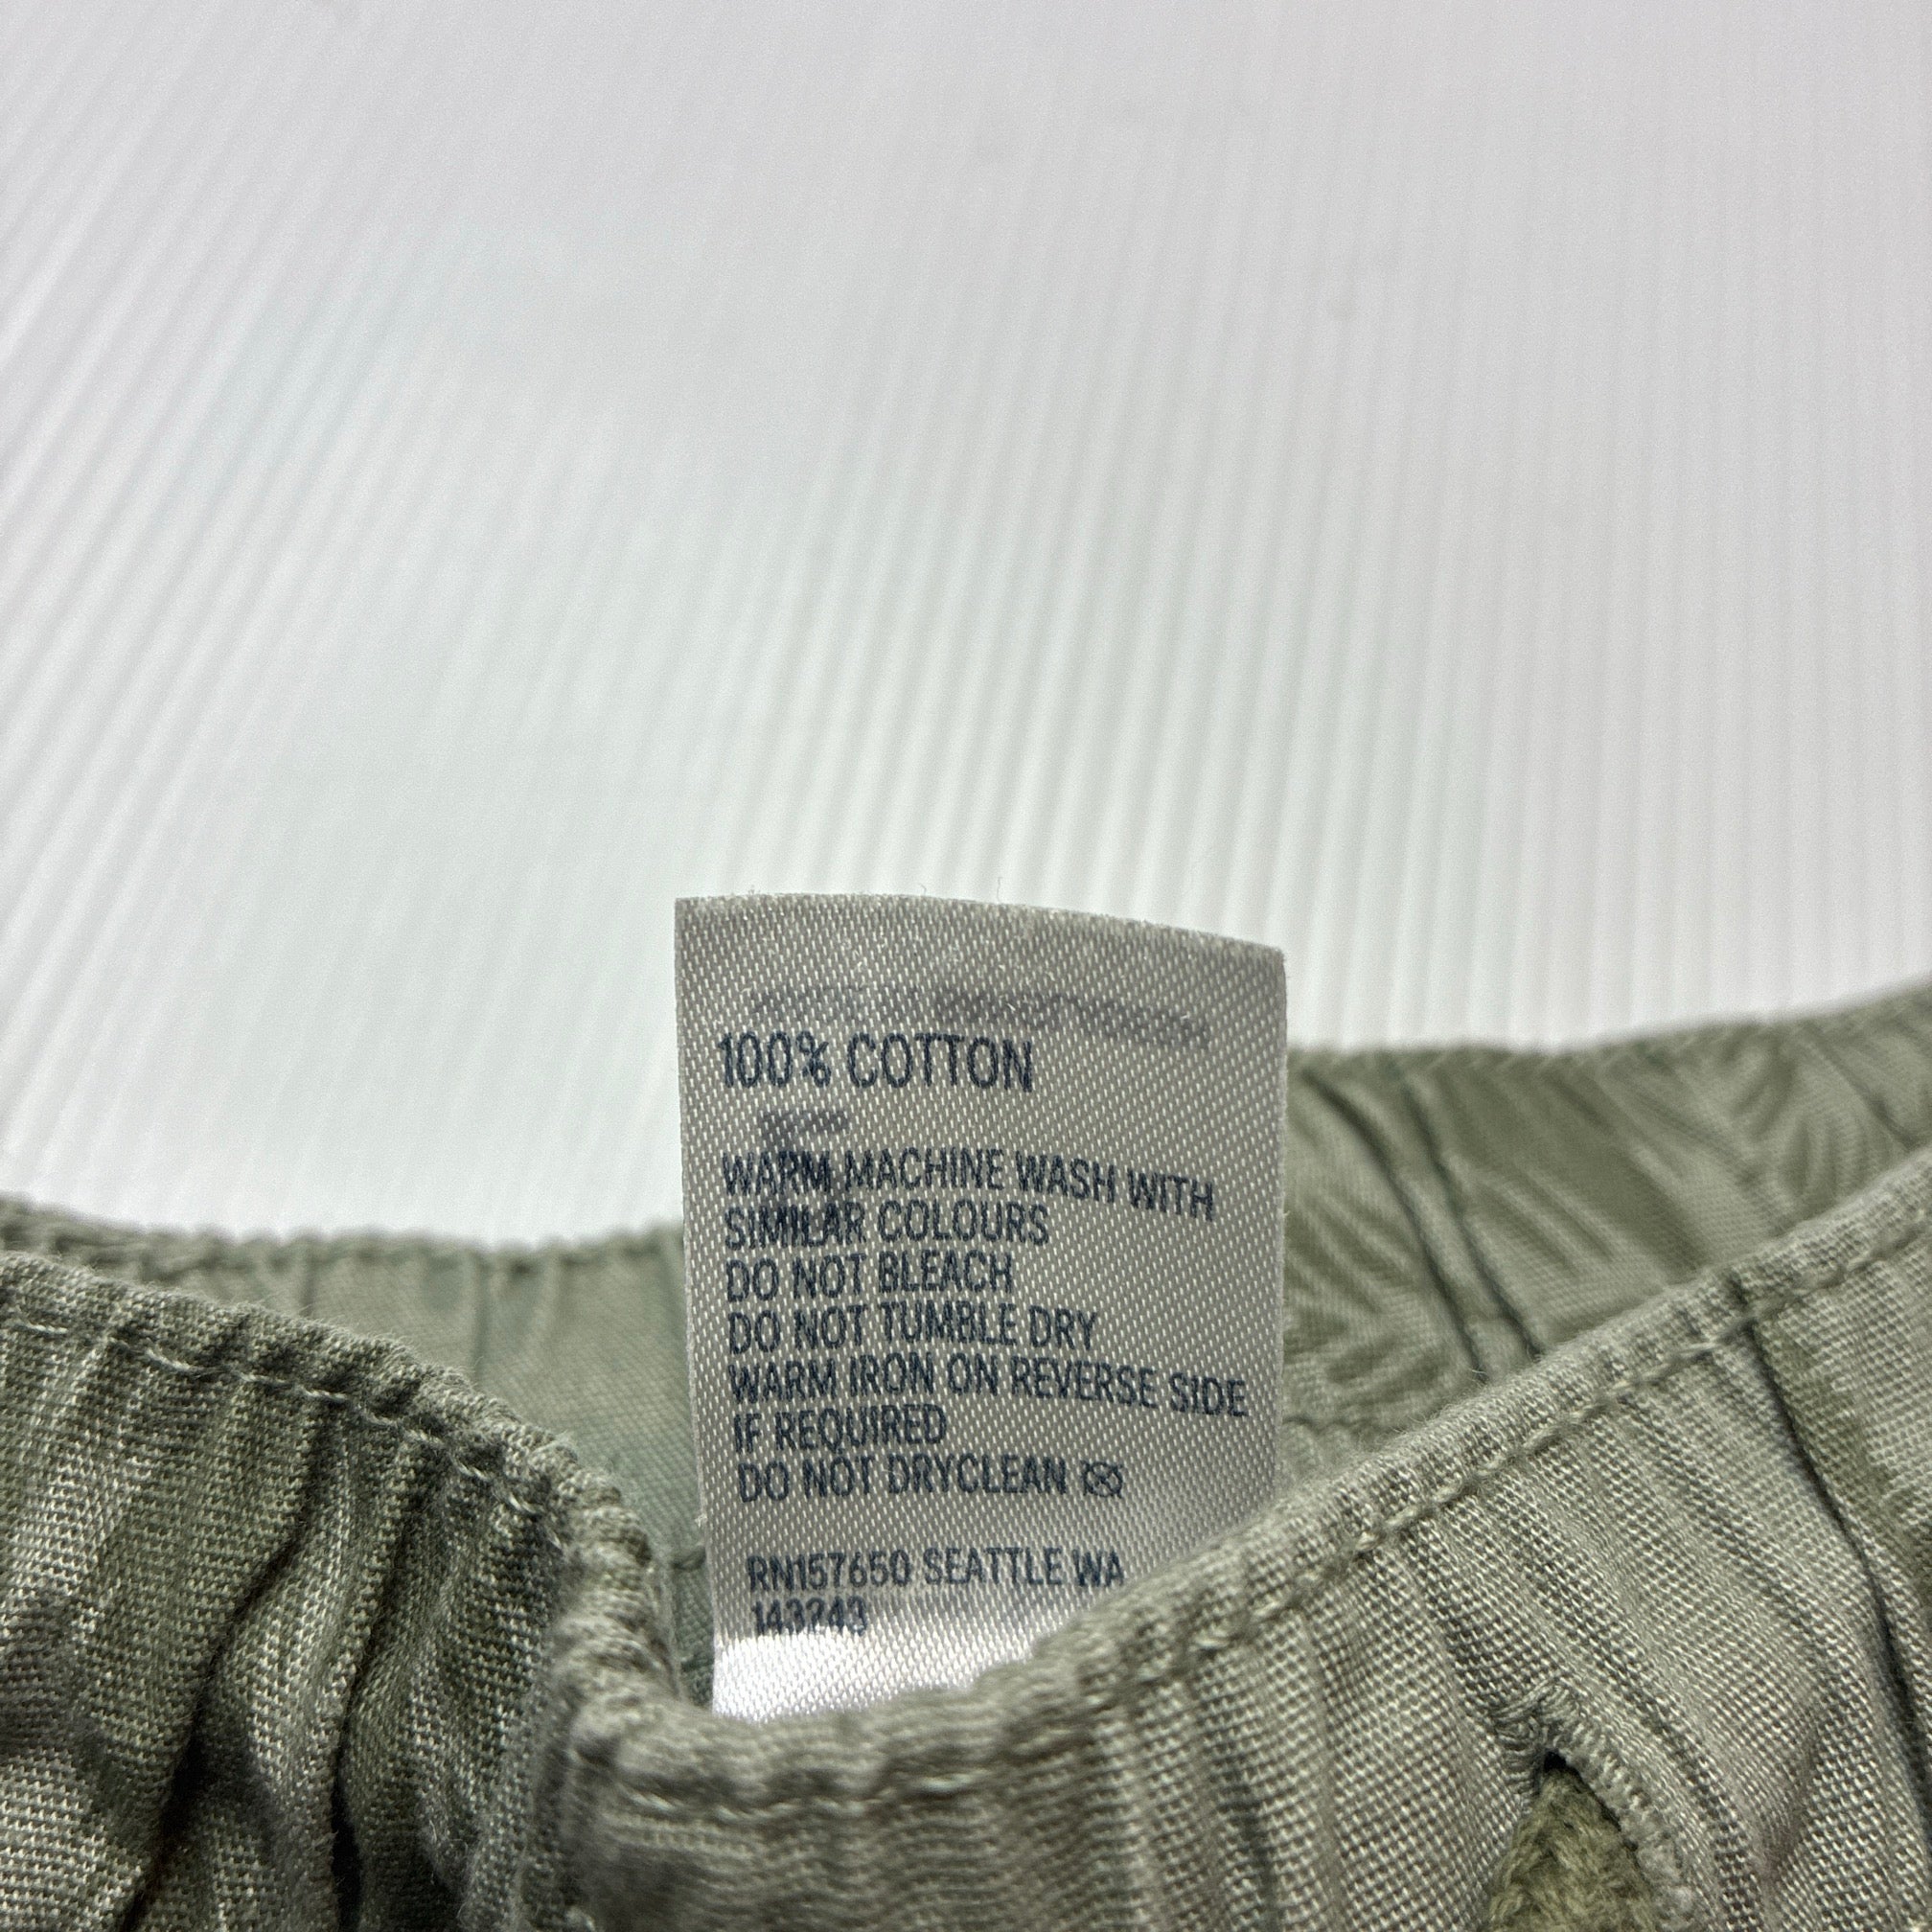 100% COTTON
WARM MACHINE WASH WITH
SIMILAR COLOURS
DO NOT BLEACH
DO NOT TUMBLE DRY
WARM IRON ON REVERSE SIDE
IF REQUIRED
DO NOT DRYCLEAN
RN157650 SEATTLE WA
143243